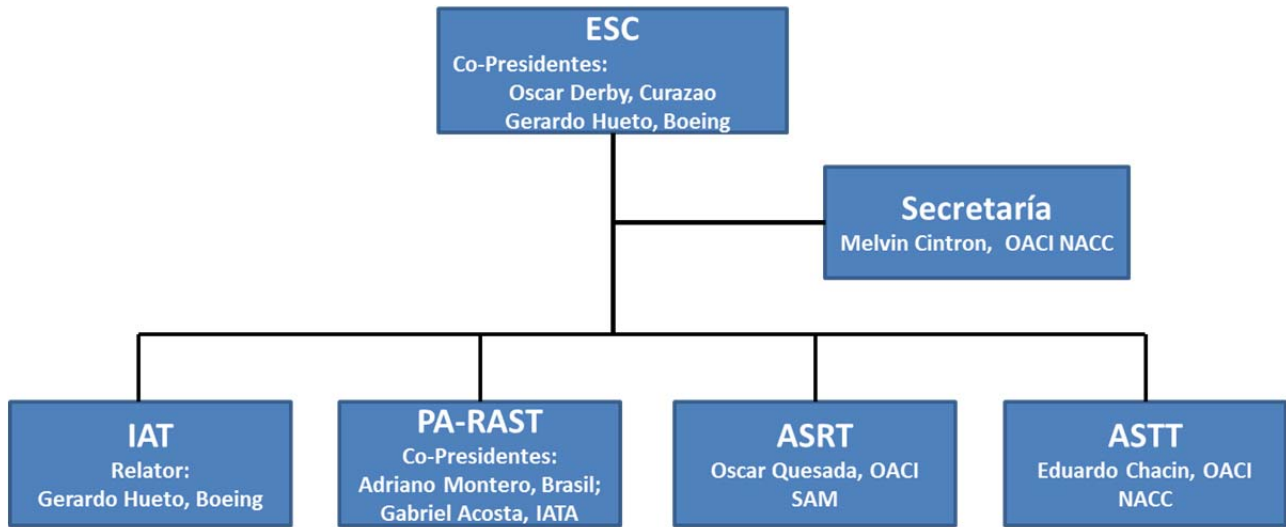 ESC
Co-Presidentes:
Oscar Derby, Curazao
Gerardo Hueto, Boeing
Secretaría
Melvin Cintron, OACI NACC
IAT
Relator:
Gerardo Hueto, Boeing
PA-RAST
Co-Presidentes:
Adriano Montero, Brasil;
Gabriel Acosta, IATA
ASRT
Oscar Quesada, OACI
SAM
ASTT
Eduardo Chacin, OACI
NACC